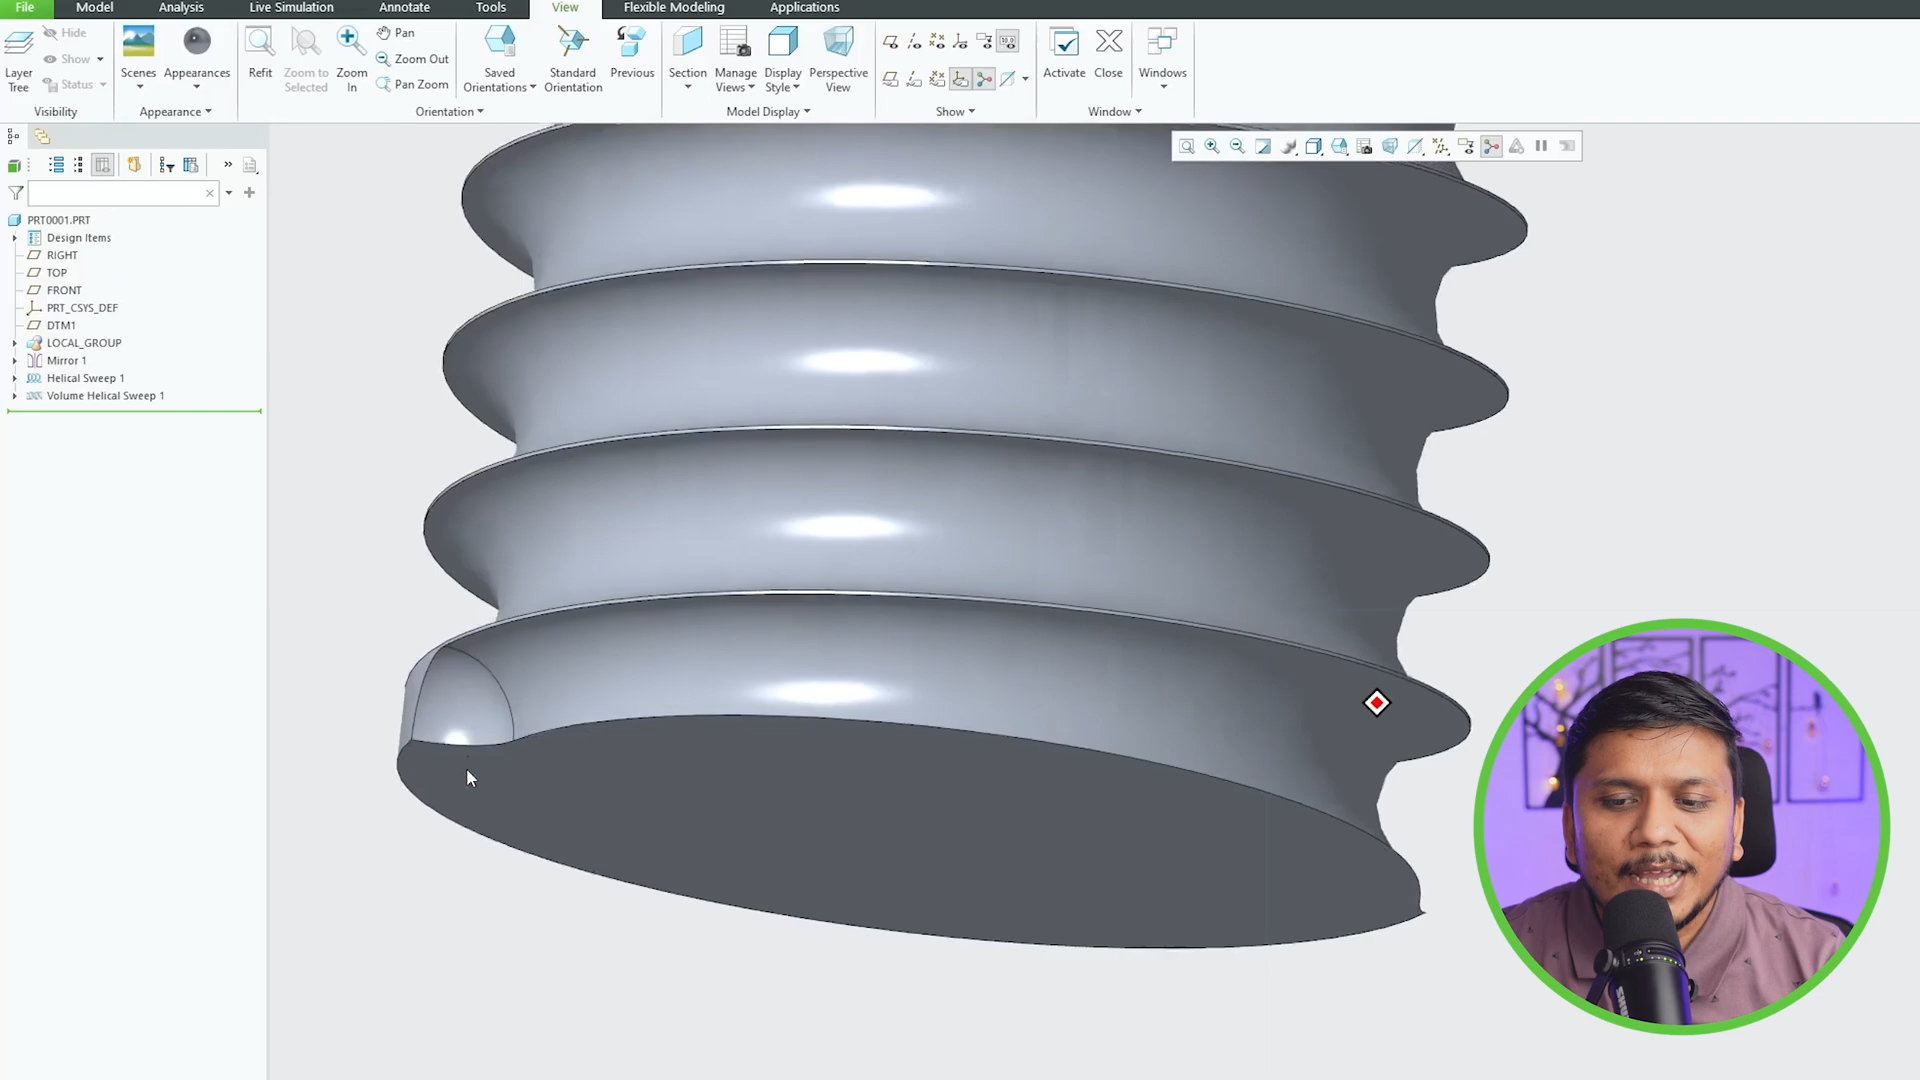 File Model Analysis Live Simulation Annotate Tools View Flexible Modeling Applications
Layer Tree
Hide
Show
Status
Visibility
Scenes
Appearances
Appearance
Refit
Zoom to Selected
Zoom In
Pan
Zoom Out
Pan Zoom
Saved Orientations
Standard Orientation
Previous
Orientation
Section
Manage Views
Display Style
Perspective View
Model Display
Show
Activate
Close
Windows
Window
PRT0001.PRT
Design Items
RIGHT
TOP
FRONT
PRT_CSYS_DEF
DTM1
LOCAL_GROUP
Mirror 1
Helical Sweep 1
Volume Helical Sweep 1